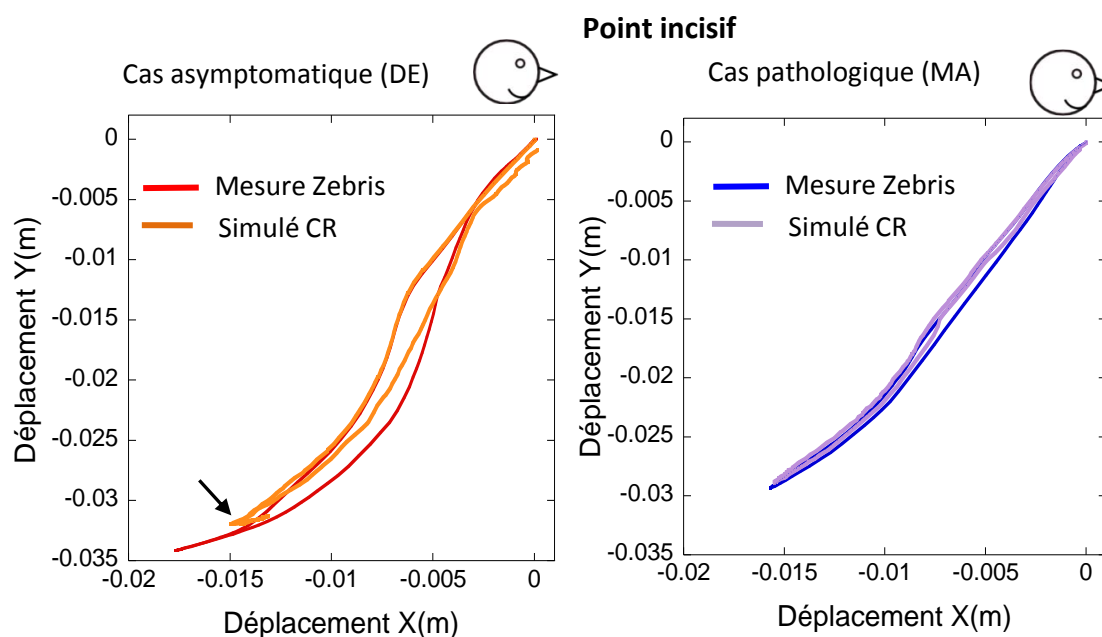 Point incisif
Cas asymptomatique (DE)
Cas pathologique (MA)
0
-0.005
-0.01
-0.015
-0.02
-0.025
-0.03
-0.035
Déplacement Y(m)
Mesure Zebris
Simulé CR
-0.02
-0.015
-0.01
-0.005
0
Déplacement X(m)
0
-0.005
-0.01
-0.015
-0.02
-0.025
-0.03
-0.035
Déplacement Y(m)
Mesure Zebris
Simulé CR
-0.02
-0.015
-0.01
-0.005
0
Déplacement X(m)